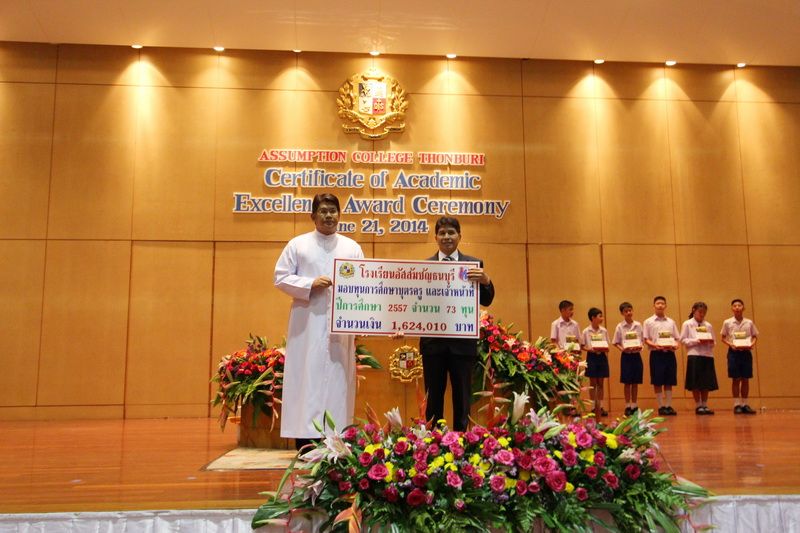 ASSUMPTION COLLEGE THONBURI
Certificate of Academic
Excellence Award Ceremony
June 21, 2014
โรงเรียนอัสสัมชัญธนบุรี
มอบทุนการศึกษาบุตรครู และเจ้าหน้าที่
ปีการศึกษา 2557 จำนวน 73 ทุน
จำนวนเงิน 1,624,010 บาท